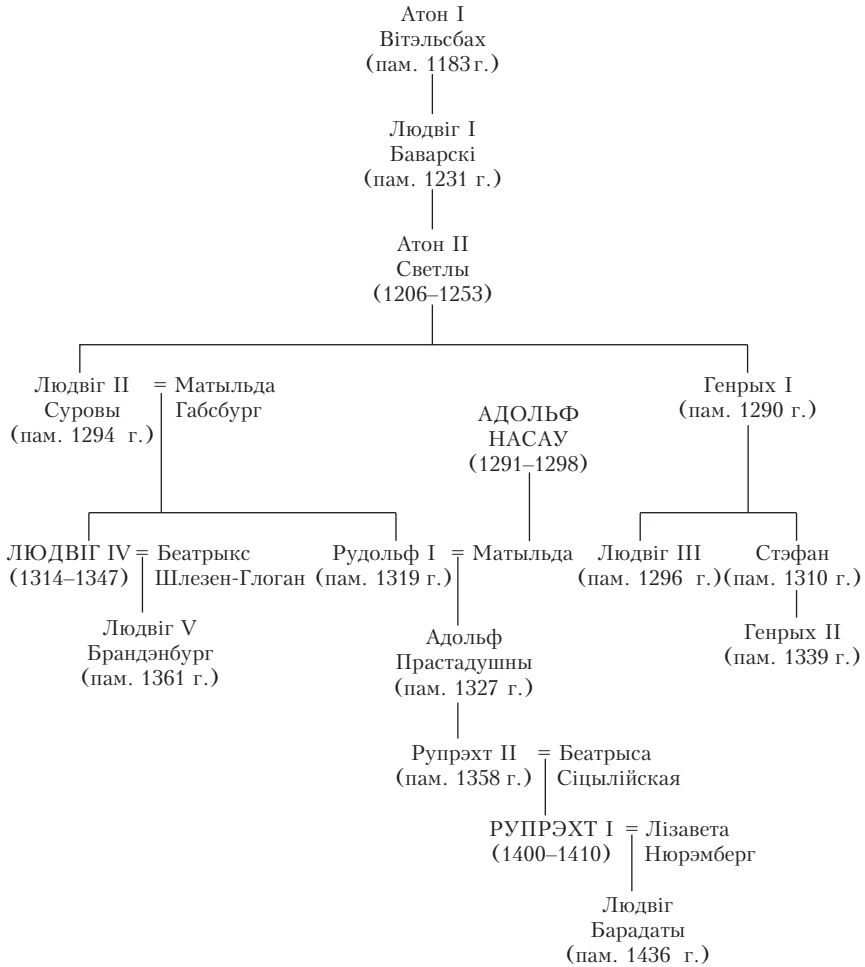 Атон I
Вітэльсбах
(пам. 1183 г.)
Людвіг I
Баварскі
(пам. 1231 г.)
Атон II
Светлы
(1206–1253)
Людвіг II = Матыльда
Суровы Габсбург
(пам. 1294 г.)
Генрых I
(пам. 1290 г.)
АДОЛЬФ
НАСАУ
(1291–1298)
ЛЮДВІГ IV = Беатрыкс
(1314–1347) Шлезен-Глоган
Рудольф I = Матыльда
(пам. 1319 г.)
Людвіг III
(пам. 1296 г.)
Стэфан
(пам. 1310 г.)
Людвіг V
Брандэнбург
(пам. 1361 г.)
Адольф
Прастадушны
(пам. 1327 г.)
Генрых II
(пам. 1339 г.)
Рупрэхт II = Беатрыса
(пам. 1358 г.) Сіцылійская
РУПРЭХТ I = Лізавета
(1400–1410) Нюрэмберг
Людвіг
Барадаты
(пам. 1436 г.)